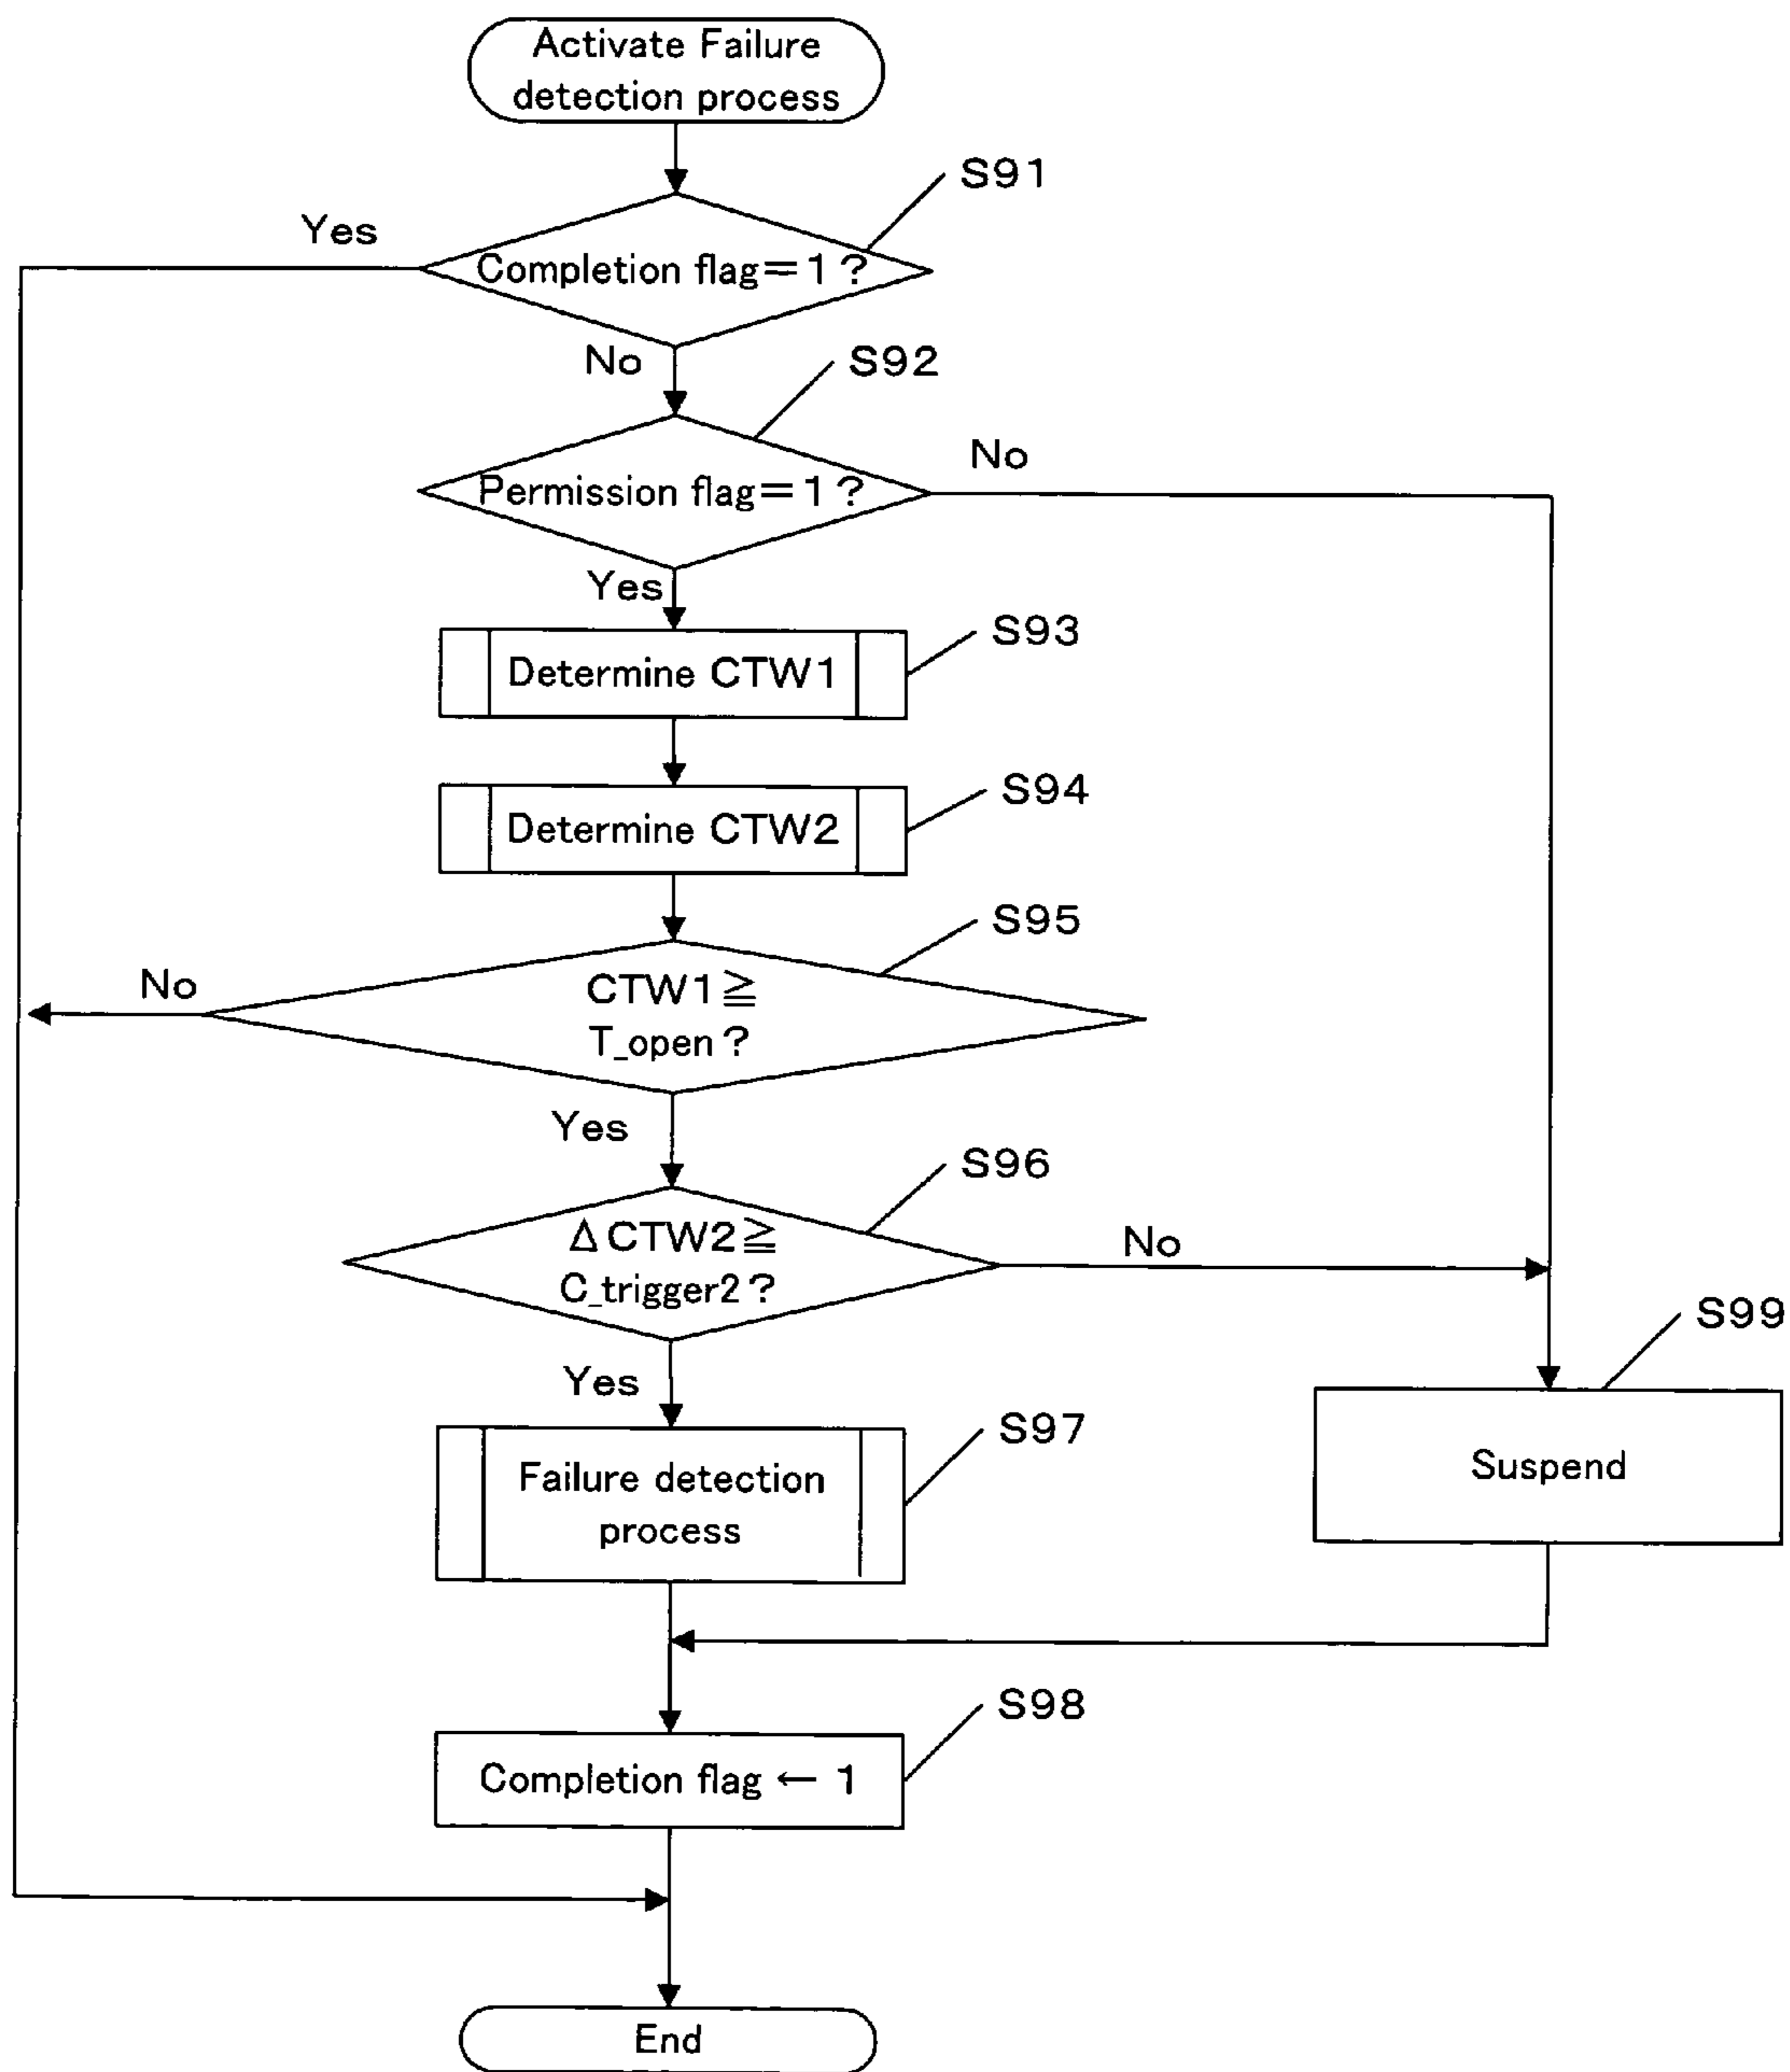 Activate Failure
detection process
S91
Yes
Completion flag=1?
No
S92
No
Permission flag=1?
Yes
S93
Determine CTW1
S94
Determine CTW2
S95
No
CTW1≧
T_open?
Yes
S96
ΔCTW2≧
C_trigger2?
No
S99
Yes
S97
Failure detection
process
Suspend
S98
Completion flag ← 1
End